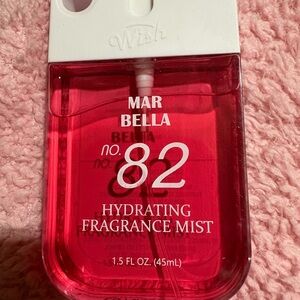 Wish
MAR
BELLA
no.
82
HYDRATING
FRAGRANCE MIST
1.5 FL OZ. (45mL)